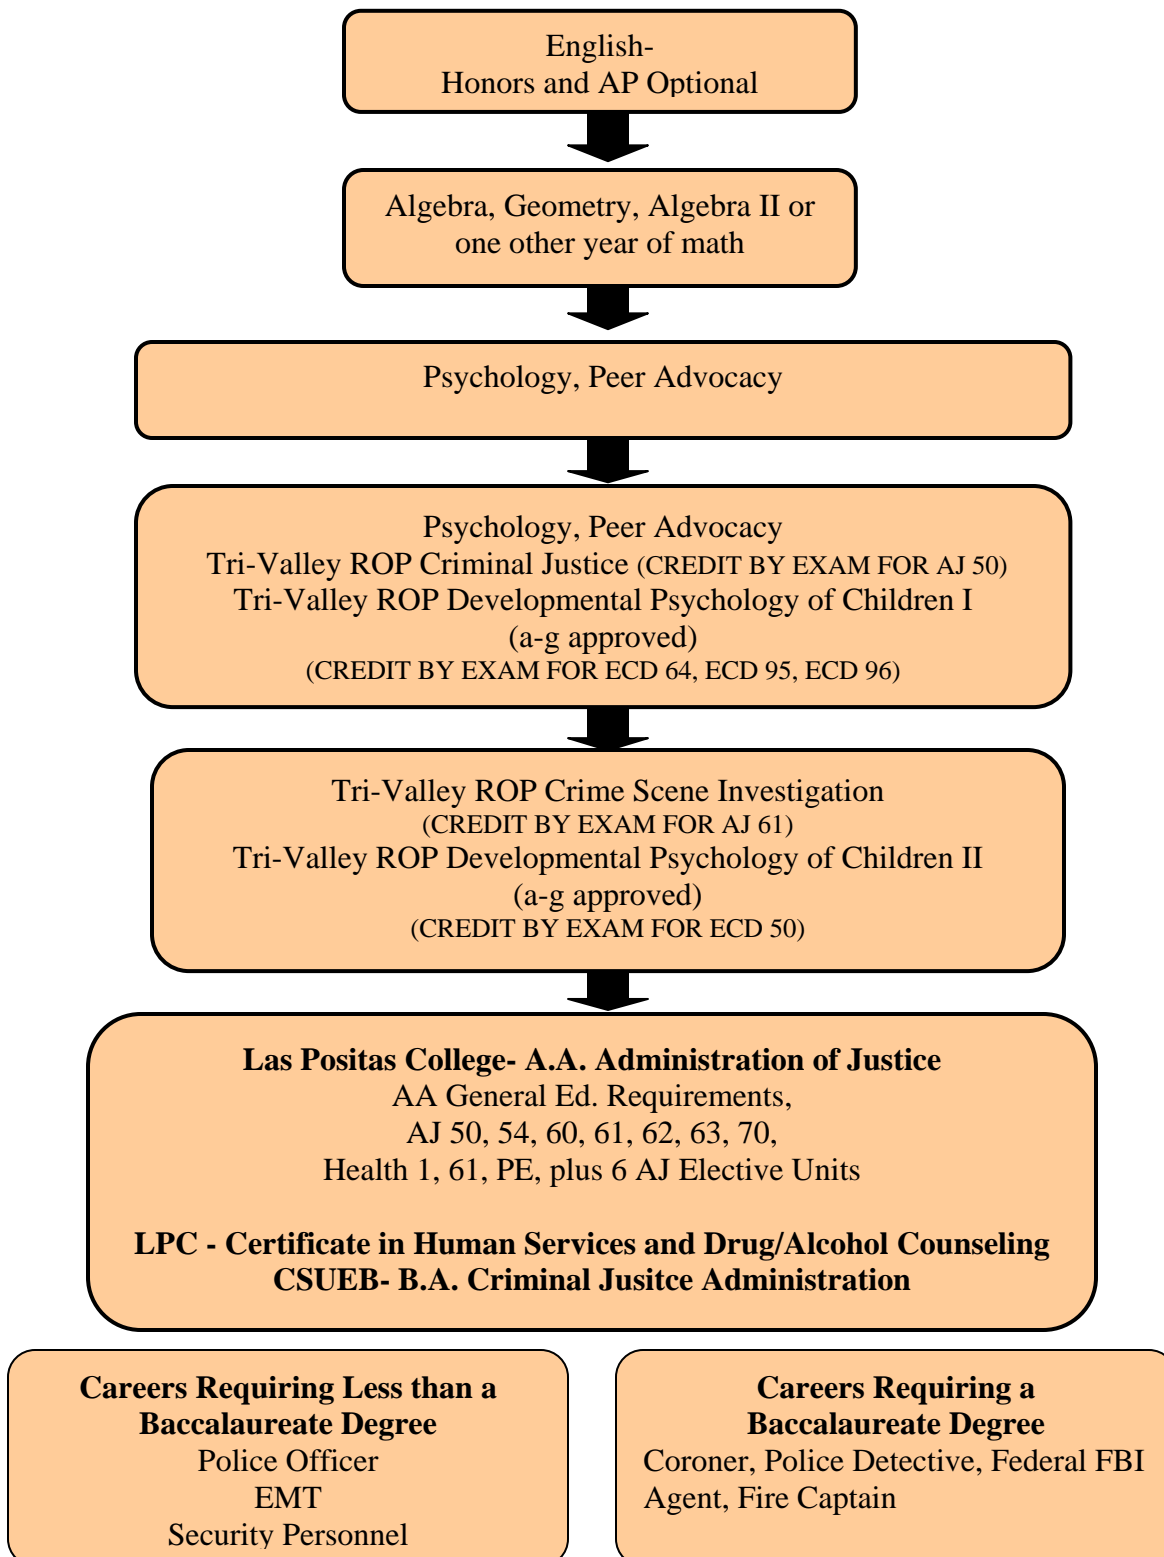 English-
Honors and AP Optional
Algebra, Geometry, Algebra II or
one other year of math
Psychology, Peer Advocacy
Psychology, Peer Advocacy
Tri-Valley ROP Criminal Justice (CREDIT BY EXAM FOR AJ 50)
Tri-Valley ROP Developmental Psychology of Children I
(a-g approved)
(CREDIT BY EXAM FOR ECD 64, ECD 95, ECD 96)
Tri-Valley ROP Crime Scene Investigation
(CREDIT BY EXAM FOR AJ 61)
Tri-Valley ROP Developmental Psychology of Children II
(a-g approved)
(CREDIT BY EXAM FOR ECD 50)
Las Positas College- A.A. Administration of Justice
AA General Ed. Requirements,
AJ 50, 54, 60, 61, 62, 63, 70,
Health 1, 61, PE, plus 6 AJ Elective Units
LPC - Certificate in Human Services and Drug/Alcohol Counseling
CSUEB- B.A. Criminal Jusitce Administration
Careers Requiring Less than a
Baccalaureate Degree
Police Officer
EMT
Security Personnel
Careers Requiring a
Baccalaureate Degree
Coroner, Police Detective, Federal FBI
Agent, Fire Captain